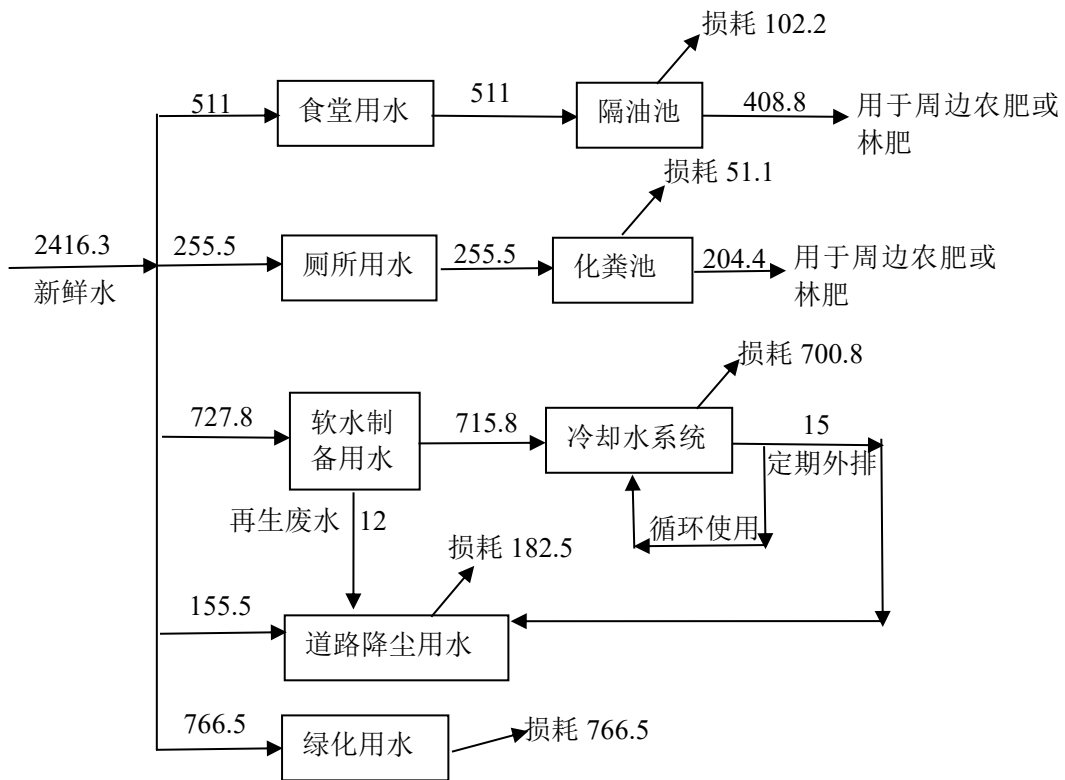 损耗 102.2
511
食堂用水
511
隔油池
408.8
用于周边农肥或
林肥
损耗 51.1
2416.3
新鲜水
255.5
厕所用水
255.5
化粪池
204.4
用于周边农肥或
林肥
损耗 700.8
727.8
软水制
备用水
715.8
冷却水系统
15
定期外排
再生废水
12
循环使用
损耗 182.5
155.5
道路降尘用水
766.5
绿化用水
损耗 766.5